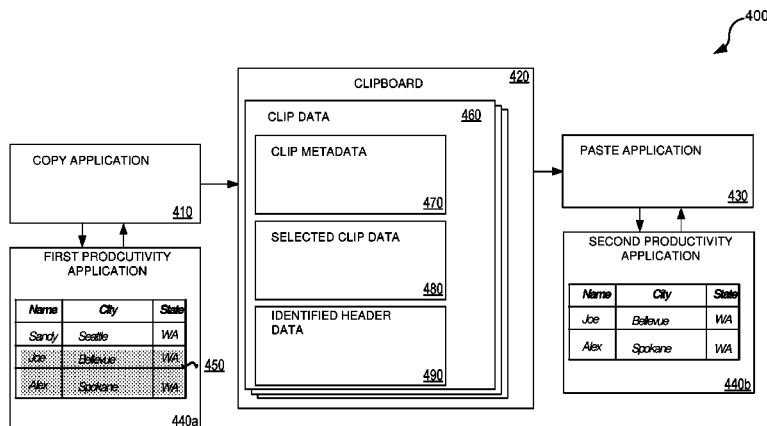 400
CLIPBOARD 420
CLIP DATA 460
CLIP METADATA
470
SELECTED CLIP DATA
480
IDENTIFIED HEADER
DATA
490
COPY APPLICATION
410
FIRST PRODCUTIVITY
APPLICATION
Name City State
Sandy Seattle WA
Joe Bellevue WA
Alex Spokane WA
450
440a
PASTE APPLICATION
430
SECOND PRODUCTIVITY
APPLICATION
Name City State
Joe Bellevue WA
Alex Spokane WA
440b